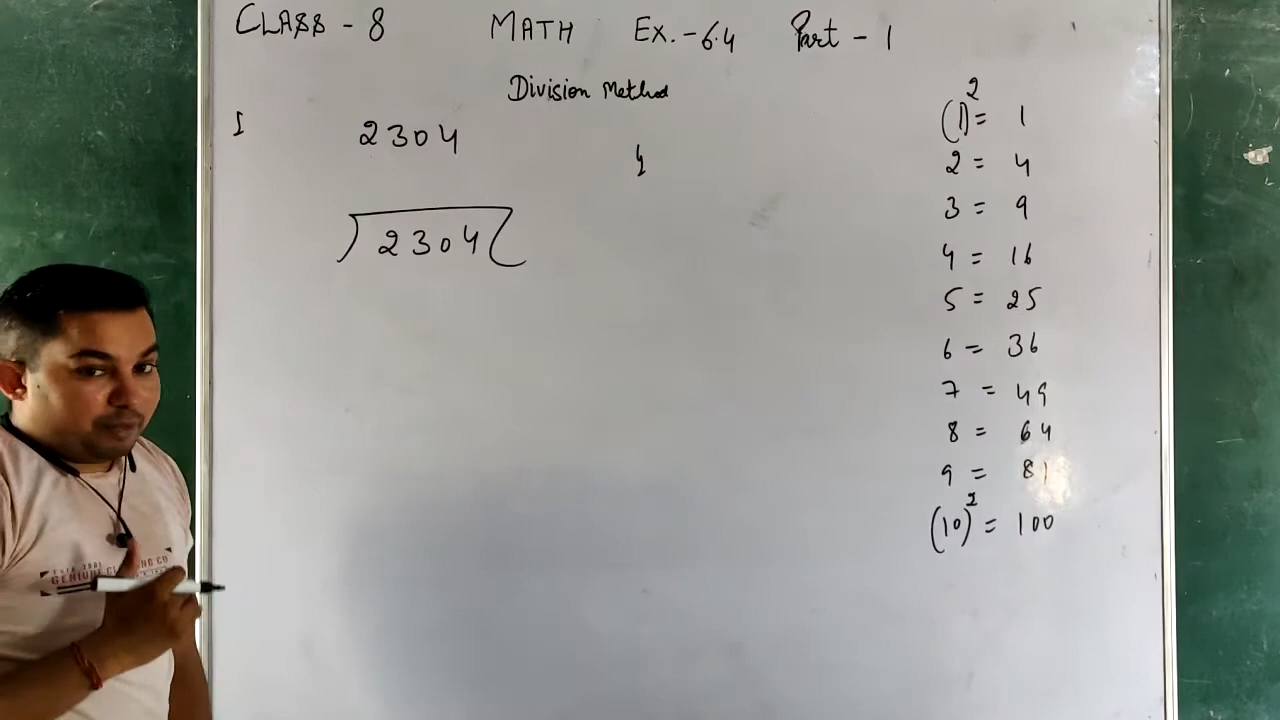 CLASS - 8 MATH EX. - 6.4 Part - 1
Division Method
I 2304
2304
(1)² = 1
2 = 4
3 = 9
4 = 16
5 = 25
6 = 36
7 = 49
8 = 64
9 = 81
(10)² = 100
GENIUNE